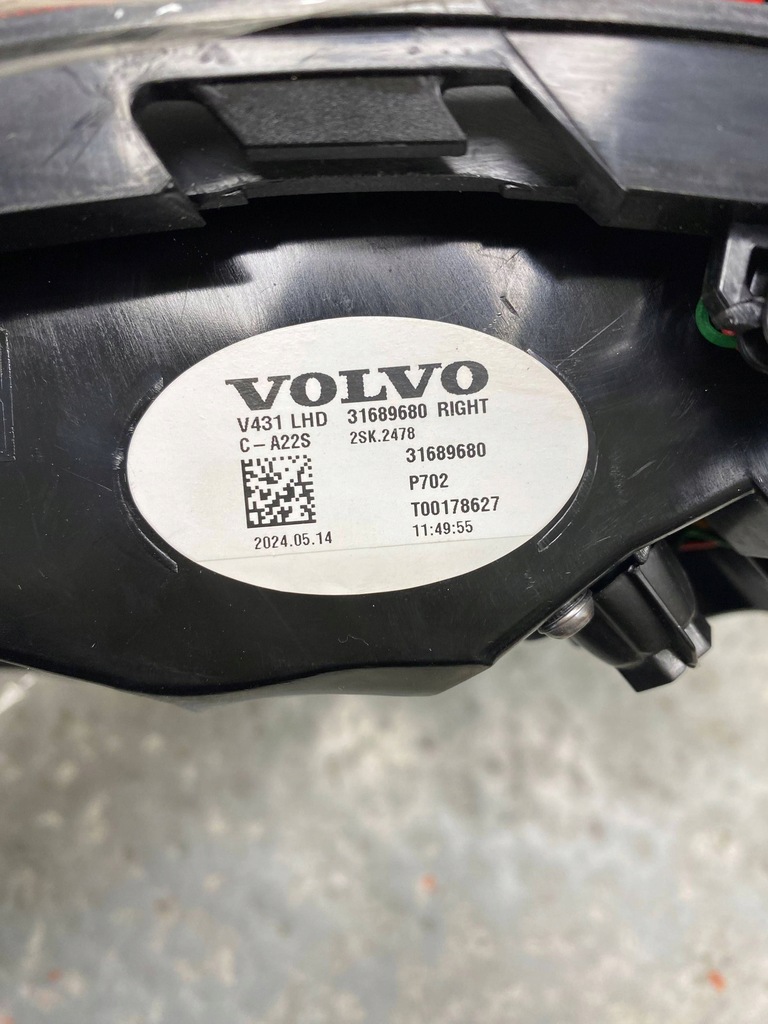 VOLVO
V431 LHD 31689680 RIGHT
C-A22S 2SK.2478
31689680
P702
T00178627
2024.05.14 11:49:55